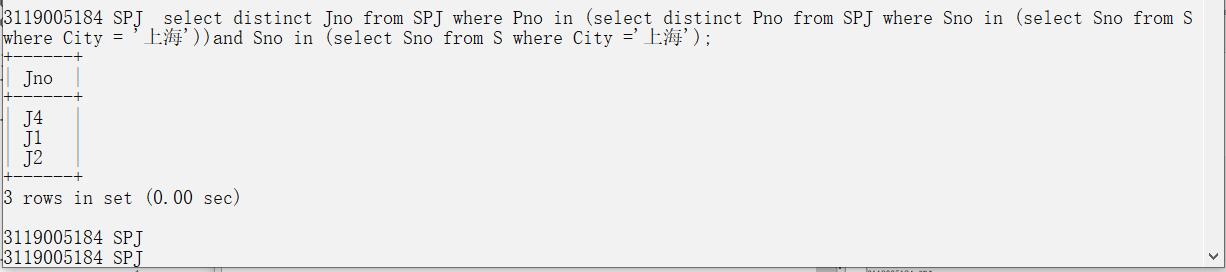 3119005184 SPJ  select distinct Jno from SPJ where Pno in (select distinct Pno from SPJ where Sno in (select Sno from S
where City = '上海'))and Sno in (select Sno from S where City ='上海');
+------+
| Jno  |
+------+
| J4   |
| J1   |
| J2   |
+------+
3 rows in set (0.00 sec)
3119005184 SPJ
3119005184 SPJ